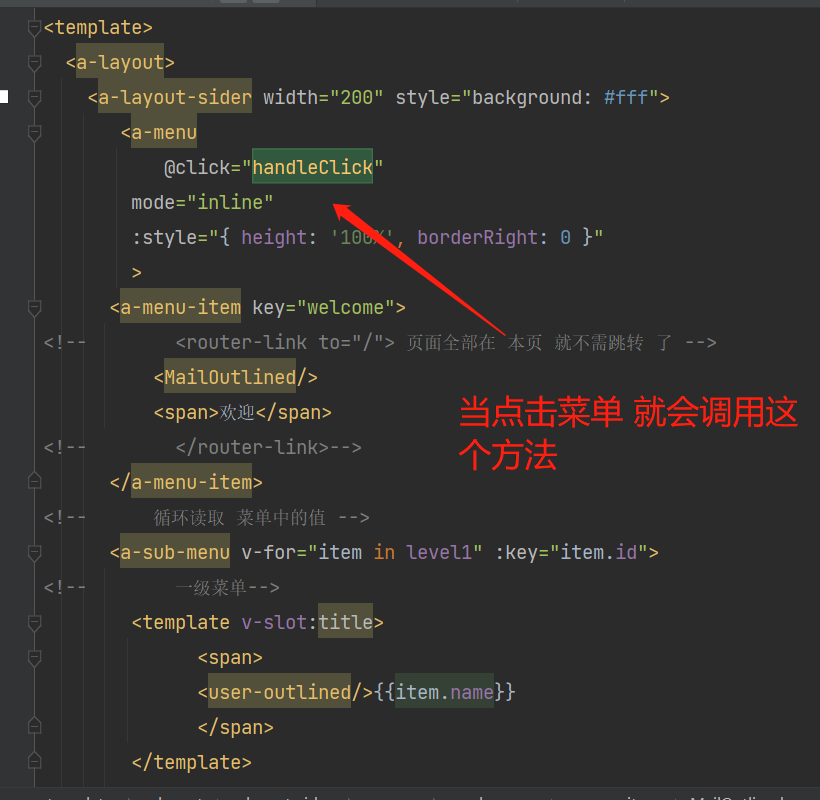 <template>
<a-layout>
<a-layout-sider width="200" style="background: #fff">
<a-menu
@click="handleClick"
mode="inline"
:style="{ height: '100%', borderRight: 0 }"
>
<a-menu-item key="welcome">
<!-- <router-link to="/"> 页面全部在 本页 就不需跳转 了 -->
<MailOutlined/>
<span>欢迎</span>
当点击菜单 就会调用这
个方法
<!-- </router-link>-->
</a-menu-item>
<!-- 循环读取 菜单中的值 -->
<a-sub-menu v-for="item in level1" :key="item.id">
<!-- 一级菜单-->
<template v-slot:title>
<span>
<user-outlined/>{{item.name}}
</span>
</template>